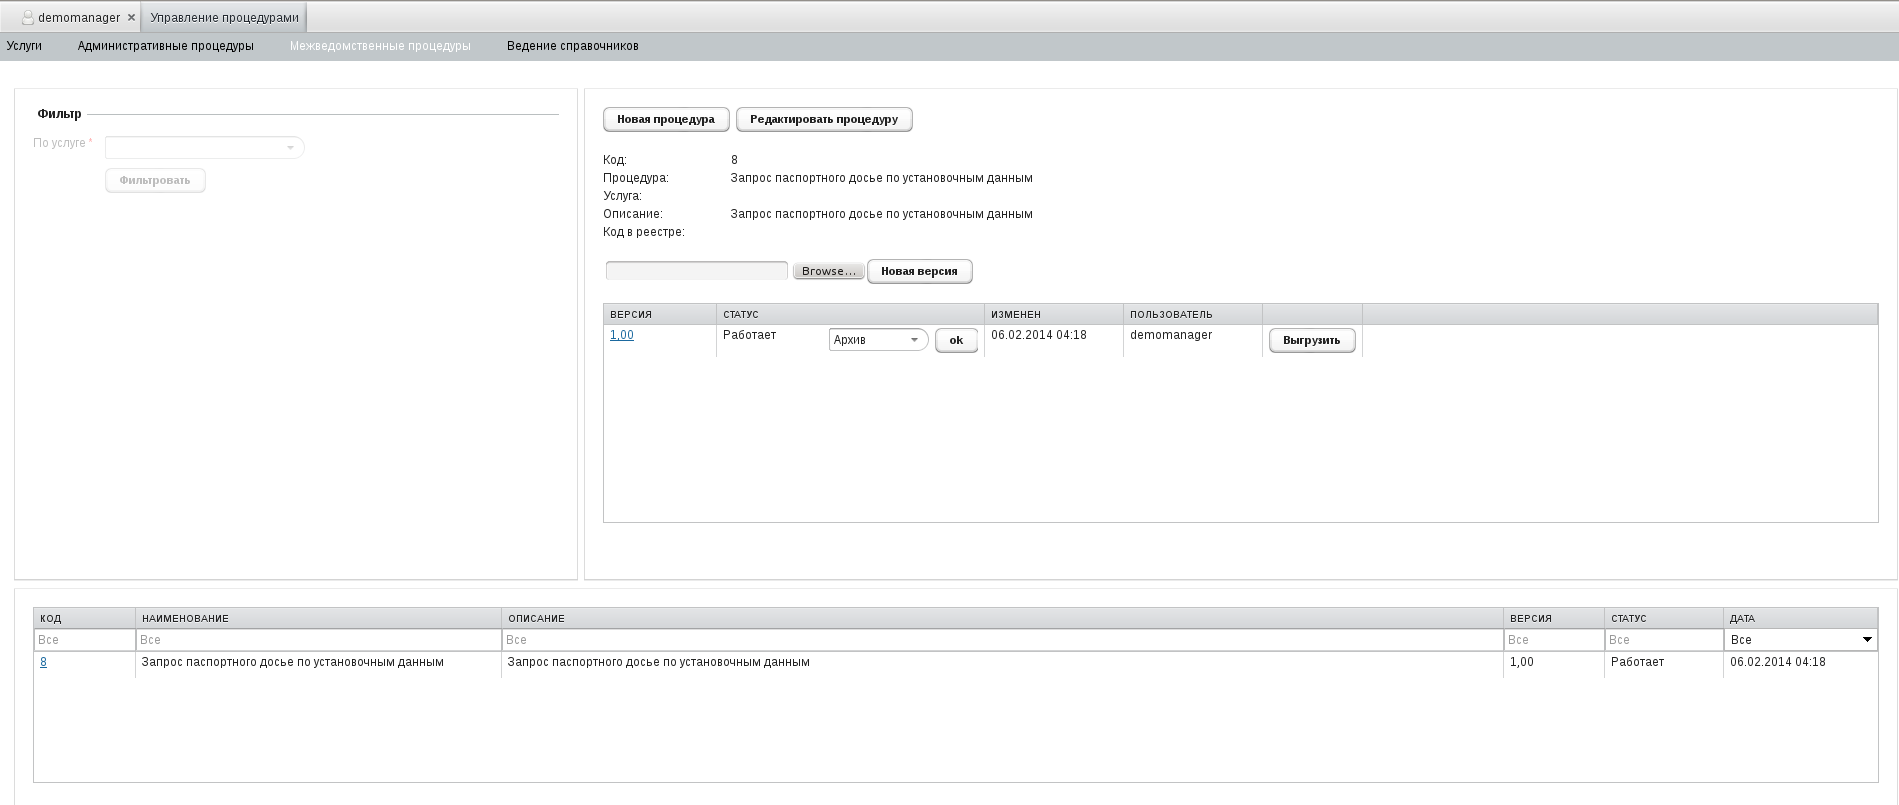 demomanager × Управление процедурами
Услуги Административные процедуры Межведомственные процедуры Ведение справочников
Фильтр
По услуге *
Фильтровать
Новая процедура Редактировать процедуру
Код: 8
Процедура: Запрос паспортного досье по установочным данным
Услуга:
Описание: Запрос паспортного досье по установочным данным
Код в реестре:
Browse... Новая версия
ВЕРСИЯ СТАТУС ИЗМЕНЕН ПОЛЬЗОВАТЕЛЬ
1,00 Работает Архив ok 06.02.2014 04:18 demomanager Выгрузить
КОД НАИМЕНОВАНИЕ ОПИСАНИЕ ВЕРСИЯ СТАТУС ДАТА
Все Все Все Все Все Все
8 Запрос паспортного досье по установочным данным Запрос паспортного досье по установочным данным 1,00 Работает 06.02.2014 04:18